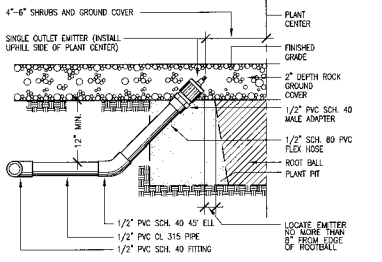 4"-6" SHRUBS AND GROUND COVER
PLANT
CENTER
SINGLE OUTLET EMITTER (INSTALL
UPHILL SIDE OF PLANT CENTER)
FINISHED
GRADE
2" DEPTH ROCK
GROUND
COVER
1/2" PVC SCH. 40
MALE ADAPTER
12" MIN.
1/2" SCH. 80 PVC
FLEX HOSE
ROOT BALL
PLANT PIT
1/2" PVC SCH 40 45' ELL
1/2" PVC CL 315 PIPE
1/2" PVC SCH. 40 FITTING
LOCATE EMITTER
NO MORE THAN
8" FROM EDGE
OF ROOTBALL